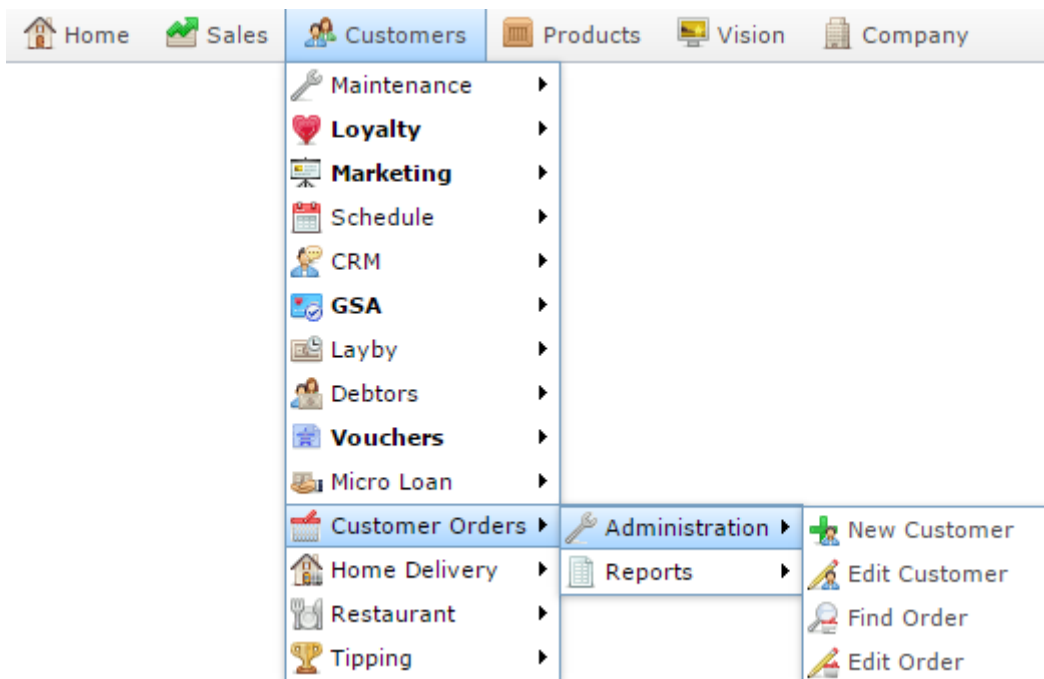 Home Sales Customers Products Vision Company
Maintenance
Loyalty
Marketing
Schedule
CRM
GSA
Layby
Debtors
Vouchers
Micro Loan
Customer Orders Administration New Customer
Home Delivery Reports Edit Customer
Restaurant Find Order
Tipping Edit Order